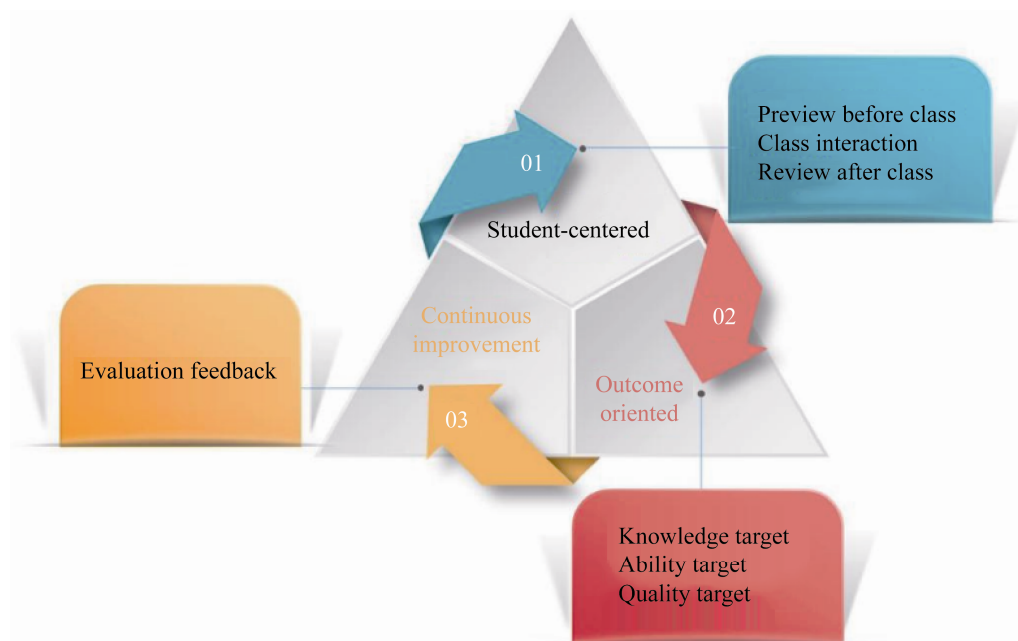 Preview before class
Class interaction
Review after class
01
Student-centered
02
Continuous
improvement
Evaluation feedback
Outcome
oriented
03
Knowledge target
Ability target
Quality target